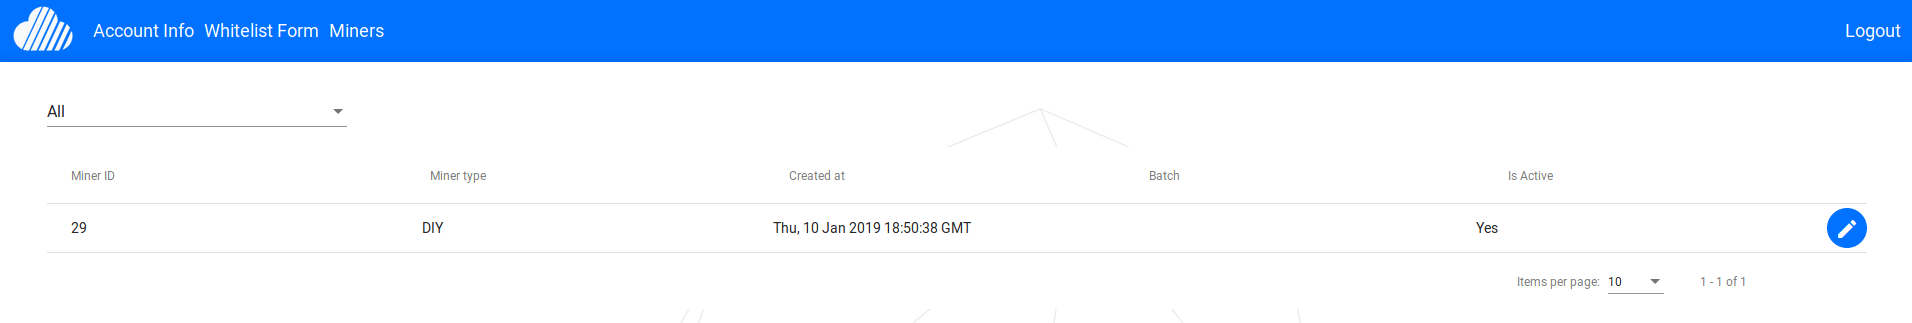 Account Info Whitelist Form Miners Logout
All
Miner ID Miner type Created at Batch Is Active
29 DIY Thu, 10 Jan 2019 18:50:38 GMT Yes
Items per page: 10 1 - 1 of 1